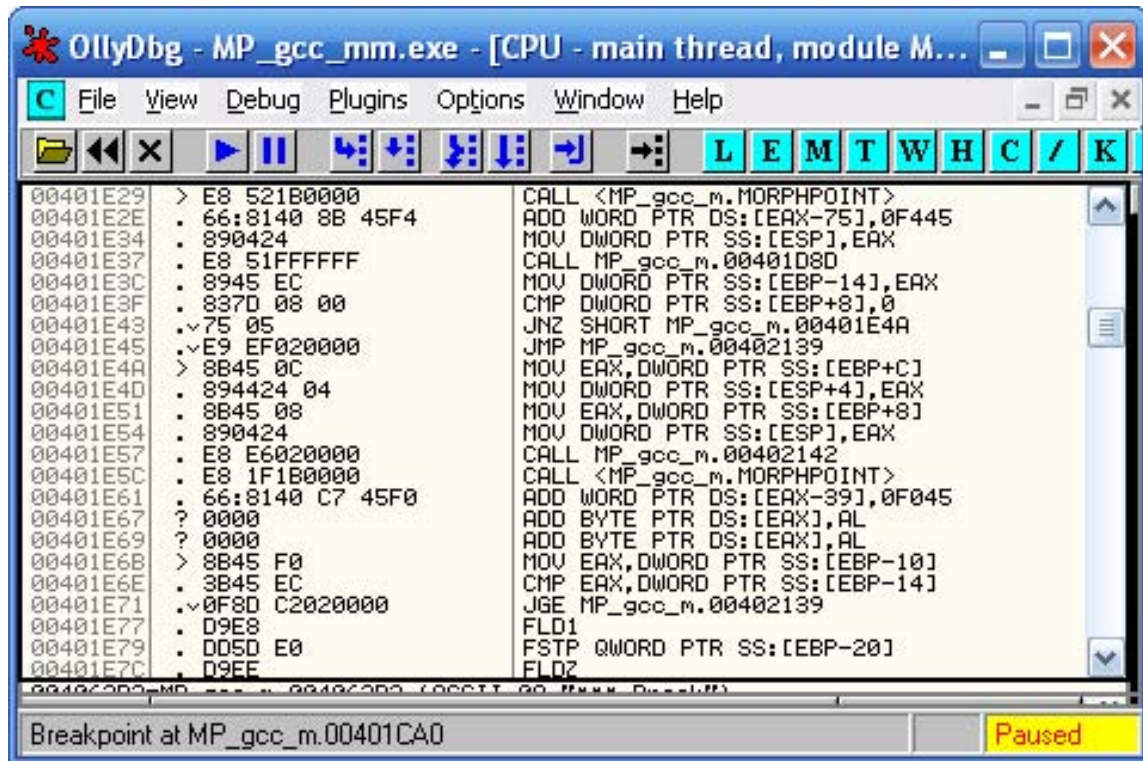 OllyDbg - MP_gcc_mm.exe - [CPU - main thread, module M...
C File View Debug Plugins Options Window Help
L E M T W H C / K
00401E29 > E8 521B0000 CALL <MP_gcc_m.MORPHPOINT>
00401E2E . 66:8140 8B 45F4 ADD WORD PTR DS:[EAX-75],0F445
00401E34 . 890424 MOV DWORD PTR SS:[ESP],EAX
00401E37 . E8 51FFFFFF CALL MP_gcc_m.00401D8D
00401E3C . 8945 EC MOV DWORD PTR SS:[EBP-14],EAX
00401E3F . 837D 08 00 CMP DWORD PTR SS:[EBP+8],0
00401E43 .v75 05 JNZ SHORT MP_gcc_m.00401E4A
00401E45 .vE9 EF020000 JMP MP_gcc_m.00402139
00401E4A > 8B45 0C MOV EAX,DWORD PTR SS:[EBP+C]
00401E4D . 894424 04 MOV DWORD PTR SS:[ESP+4],EAX
00401E51 . 8B45 08 MOV EAX,DWORD PTR SS:[EBP+8]
00401E54 . 890424 MOV DWORD PTR SS:[ESP],EAX
00401E57 . E8 E6020000 CALL MP_gcc_m.00402142
00401E5C . E8 1F1B0000 CALL <MP_gcc_m.MORPHPOINT>
00401E61 . 66:8140 C7 45F0 ADD WORD PTR DS:[EAX-39],0F045
00401E67 ? 0000 ADD BYTE PTR DS:[EAX],AL
00401E69 ? 0000 ADD BYTE PTR DS:[EAX],AL
00401E6B > 8B45 F0 MOV EAX,DWORD PTR SS:[EBP-10]
00401E6E . 3B45 EC CMP EAX,DWORD PTR SS:[EBP-14]
00401E71 .v0F8D C2020000 JGE MP_gcc_m.00402139
00401E77 . D9E8 FLD1
00401E79 . DD5D E0 FSTP QWORD PTR SS:[EBP-20]
00401E7C . D9EE FLDZ
Breakpoint at MP_gcc_m.00401CA0 Paused